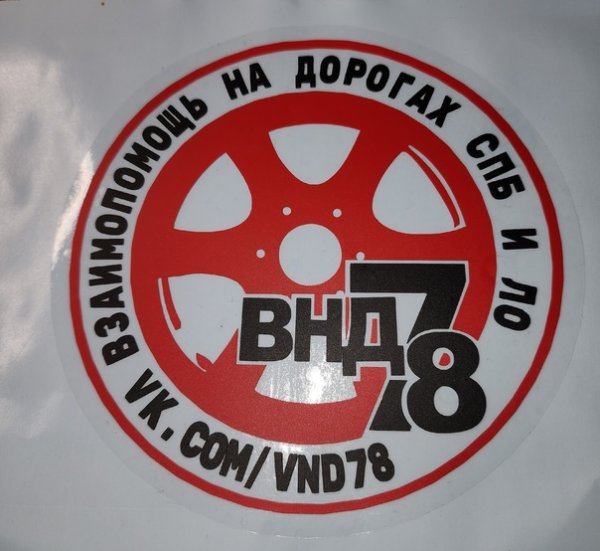 ВЗАИМОПОМОЩЬ НА ДОРОГАХ СПБ И ЛО
ВНД78
VK.COM/VND78